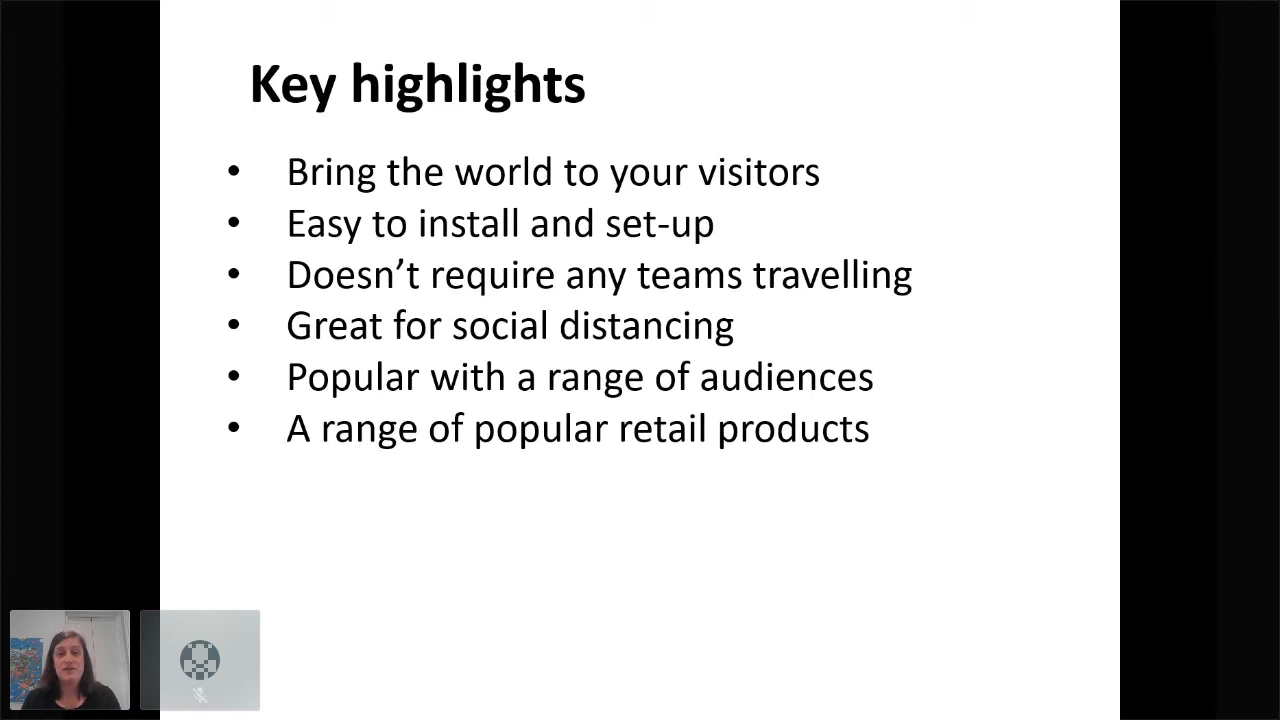 Key highlights
• Bring the world to your visitors
• Easy to install and set-up
• Doesn’t require any teams travelling
• Great for social distancing
• Popular with a range of audiences
• A range of popular retail products